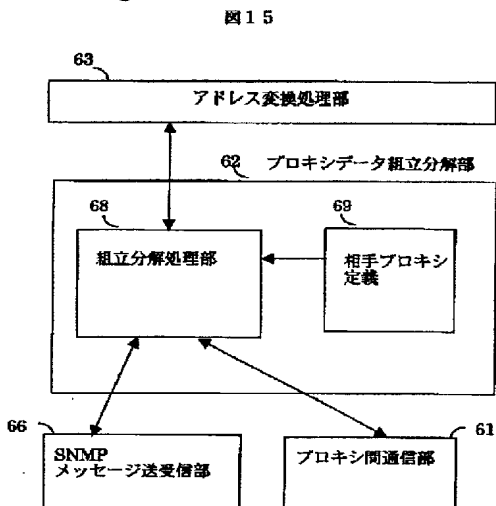 図１５
63
アドレス変換処理部
62 プロキシデータ組立分解部
68
69
組立分解処理部
相手プロキシ
定義
66
61
SNMP
メッセージ送受信部
プロキシ間通信部